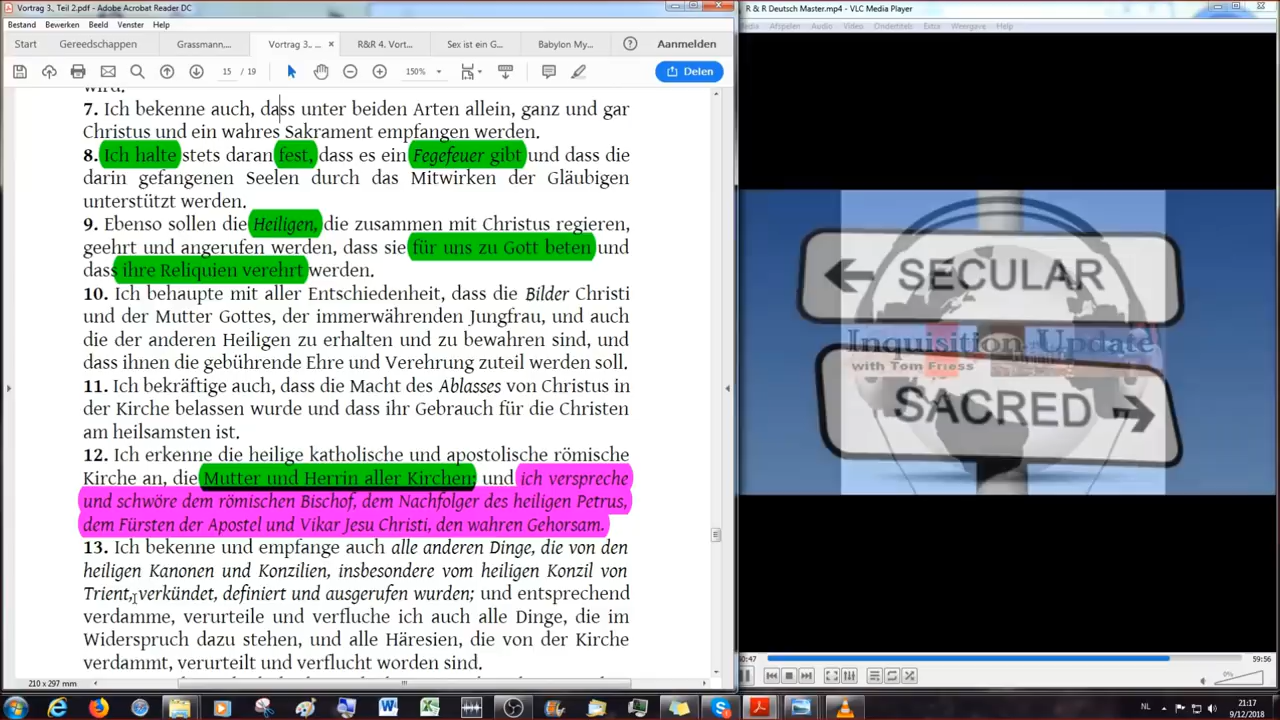 Vortrag 3., Teil 2.pdf - Adobe Acrobat Reader DC
Bestand Bewerken Beeld Venster Help
Start Gereedschappen Grassmann,... Vortrag 3., ... × R&R 4. Vort... Sex ist ein G... Babylon My... Aanmelden
15 / 19 150% Delen
wird.
7. Ich bekenne auch, dass unter beiden Arten allein, ganz und gar
Christus und ein wahres Sakrament empfangen werden.
8. Ich halte stets daran fest, dass es ein Fegefeuer gibt und dass die
darin gefangenen Seelen durch das Mitwirken der Gläubigen
unterstützt werden.
9. Ebenso sollen die Heiligen, die zusammen mit Christus regieren,
geehrt und angerufen werden, dass sie für uns zu Gott beten und
dass ihre Reliquien verehrt werden.
10. Ich behaupte mit aller Entschiedenheit, dass die Bilder Christi
und der Mutter Gottes, der immerwährenden Jungfrau, und auch
die der anderen Heiligen zu erhalten und zu bewahren sind, und
dass ihnen die gebührende Ehre und Verehrung zuteil werden soll.
11. Ich bekräftige auch, dass die Macht des Ablasses von Christus in
der Kirche belassen wurde und dass ihr Gebrauch für die Christen
am heilsamsten ist.
12. Ich erkenne die heilige katholische und apostolische römische
Kirche an, die Mutter und Herrin aller Kirchen; und ich verspreche
und schwöre dem römischen Bischof, dem Nachfolger des heiligen Petrus,
dem Fürsten der Apostel und Vikar Jesu Christi, den wahren Gehorsam.
13. Ich bekenne und empfange auch alle anderen Dinge, die von den
heiligen Kanonen und Konzilien, insbesondere vom heiligen Konzil von
Trient, verkündet, definiert und ausgerufen wurden; und entsprechend
verdamme, verurteile und verfluche ich auch alle Dinge, die im
Widerspruch dazu stehen, und alle Häresien, die von der Kirche
verdammt, verurteilt und verflucht worden sind.
210 x 297 mm
R & R Deutsch Master.mp4 - VLC Media Player
Media Afspelen Audio Video Ondertitels Extra Weergave Help
SECULAR
Inquisition Update
with Tom Friess
SACRED
:47 59:56
0%
NL 21:17
9/12/2018